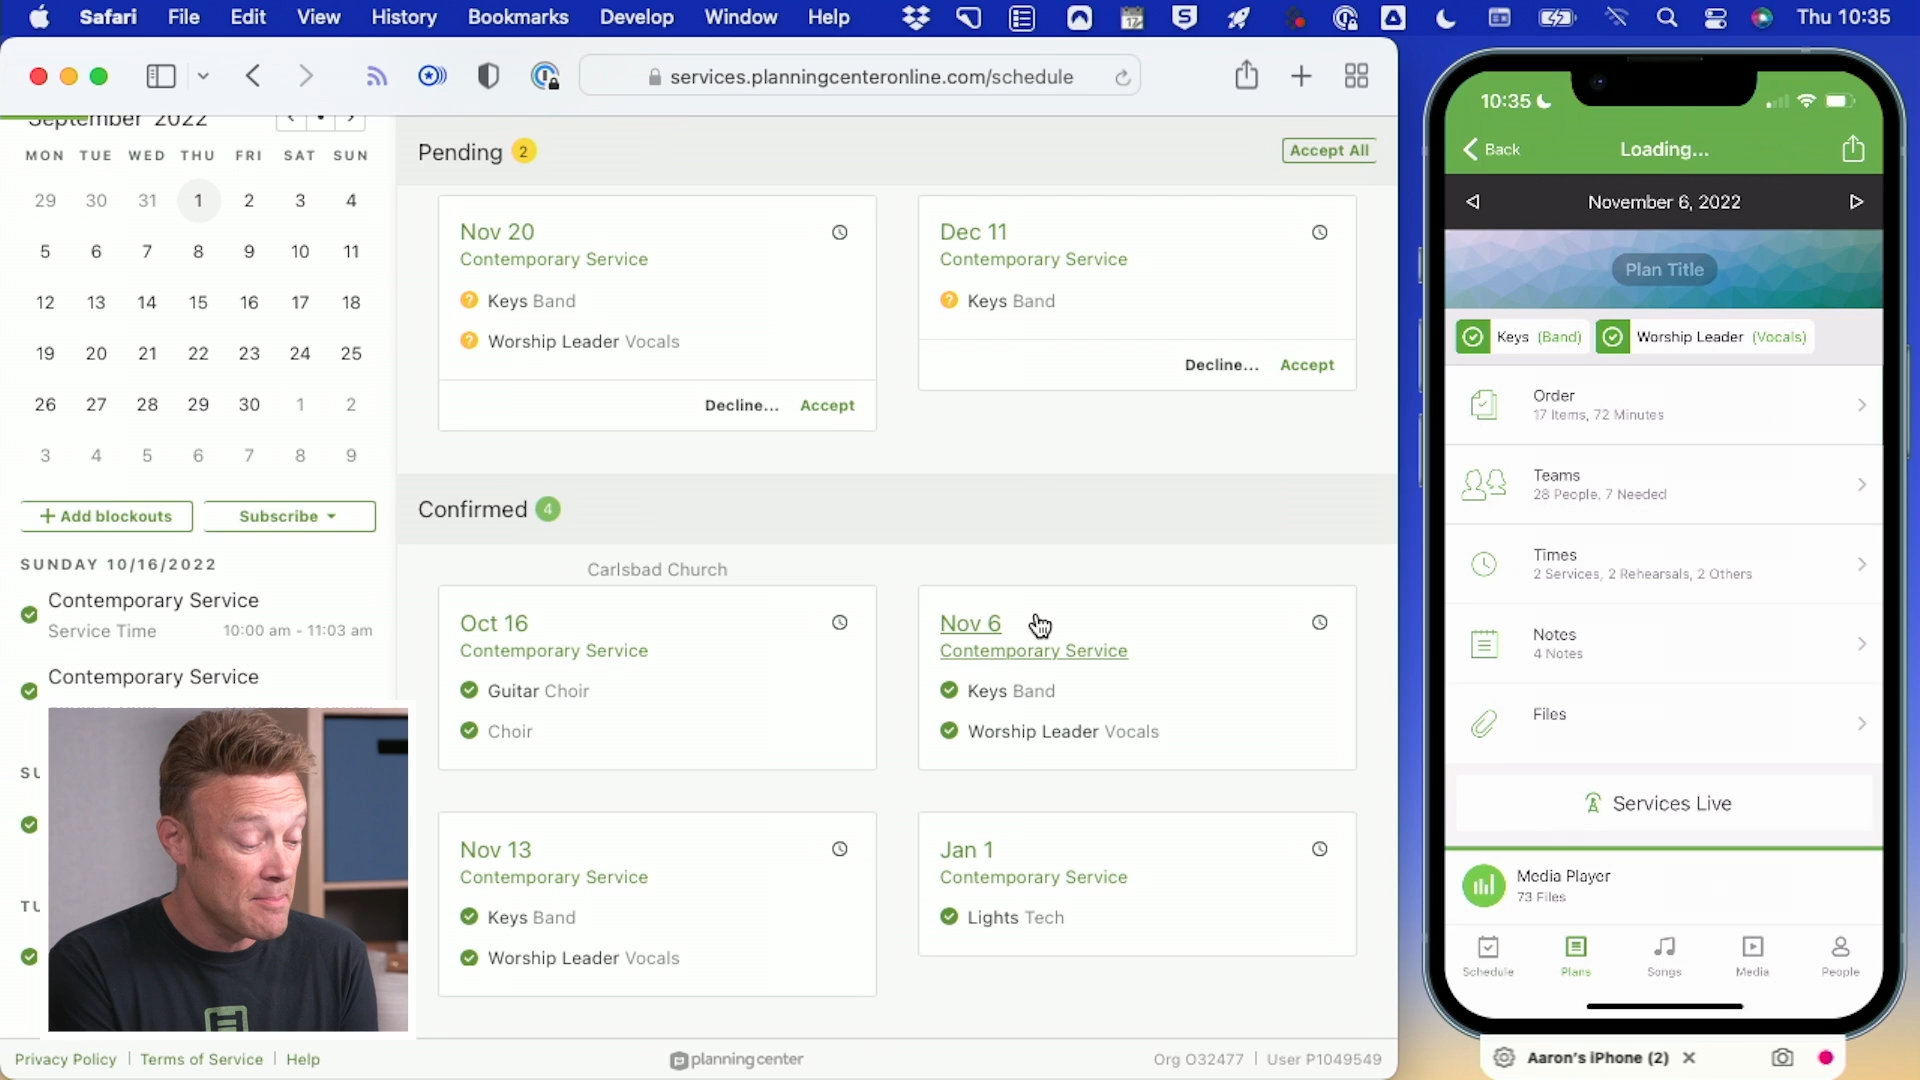 Safari File Edit View History Bookmarks Develop Window Help Thu 10:35
services.planningcenteronline.com/schedule
September 2022
MON TUE WED THU FRI SAT SUN
29 30 31 1 2 3 4
5 6 7 8 9 10 11
12 13 14 15 16 17 18
19 20 21 22 23 24 25
26 27 28 29 30 1 2
3 4 5 6 7 8 9
+ Add blockouts Subscribe
SUNDAY 10/16/2022
Contemporary Service
Service Time 10:00 am - 11:03 am
Contemporary Service
SU
TU
Pending 2 Accept All
Nov 20
Contemporary Service
Keys Band
Worship Leader Vocals
Decline... Accept
Dec 11
Contemporary Service
Keys Band
Decline... Accept
Confirmed 4
Carlsbad Church
Oct 16
Contemporary Service
Guitar Choir
Choir
Nov 6
Contemporary Service
Keys Band
Worship Leader Vocals
Nov 13
Contemporary Service
Keys Band
Worship Leader Vocals
Jan 1
Contemporary Service
Lights Tech
Privacy Policy | Terms of Service | Help
planning center
Org O32477 | User P1049549
10:35
Back Loading...
November 6, 2022
Plan Title
Keys (Band) Worship Leader (Vocals)
Order
17 Items, 72 Minutes
Teams
28 People, 7 Needed
Times
2 Services, 2 Rehearsals, 2 Others
Notes
4 Notes
Files
Services Live
Media Player
73 Files
Schedule Plans Songs Media People
Aaron's iPhone (2)